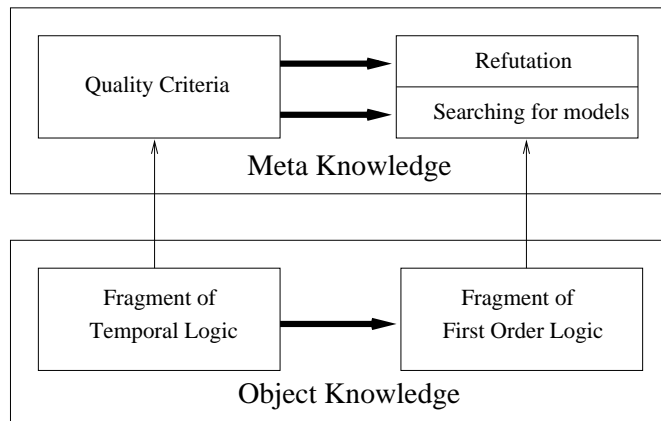 Quality Criteria
Refutation
Searching for models
Meta Knowledge
Fragment of
Temporal Logic
Fragment of
First Order Logic
Object Knowledge